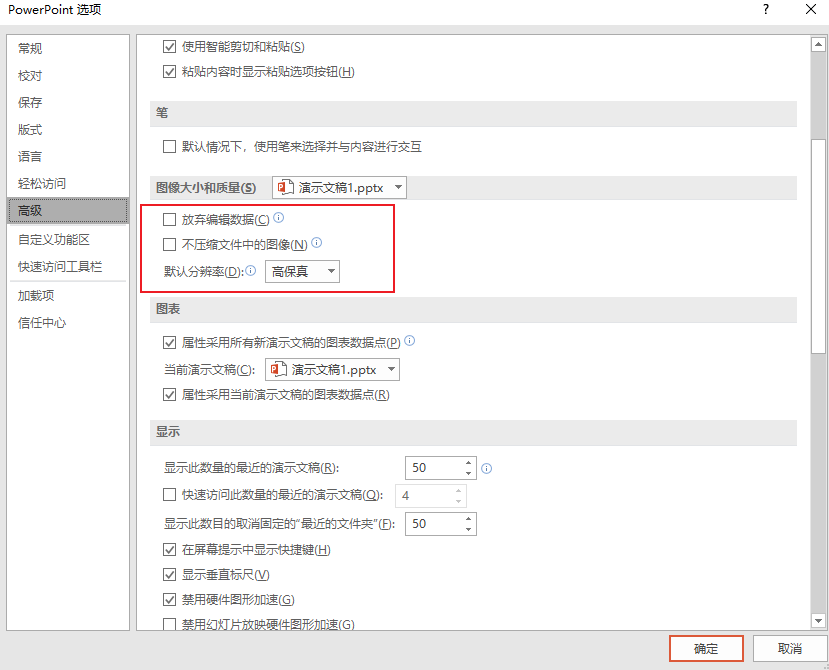 PowerPoint 选项
?
常规
校对
保存
版式
语言
轻松访问
高级
自定义功能区
快速访问工具栏
加载项
信任中心
使用智能剪切和粘贴(S)
粘贴内容时显示粘贴选项按钮(H)
笔
默认情况下，使用笔来选择并与内容进行交互
图像大小和质量(S) 演示文稿1.pptx
放弃编辑数据(C)
不压缩文件中的图像(N)
默认分辨率(D): 高保真
图表
属性采用所有新演示文稿的图表数据点(P)
当前演示文稿(C): 演示文稿1.pptx
属性采用当前演示文稿的图表数据点(R)
显示
显示此数量的最近的演示文稿(R): 50
快速访问此数量的最近的演示文稿(Q): 4
显示此数目的取消固定的“最近的文件夹”(F): 50
在屏幕提示中显示快捷键(H)
显示垂直标尺(V)
禁用硬件图形加速(G)
禁用幻灯片放映硬件图形加速(G)
确定 取消